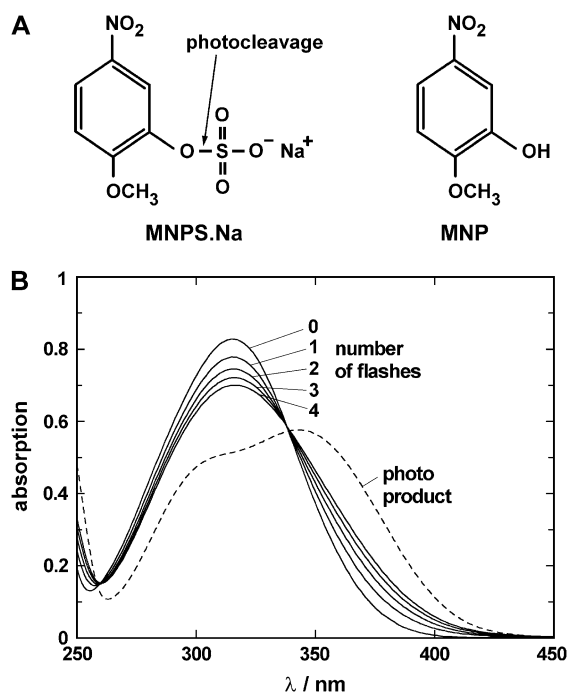 A
NO₂
photocleavage
O
O–S–O⁻ Na⁺
O
OCH₃
MNPS.Na
NO₂
OH
OCH₃
MNP
B
1
0.8
0.6
0.4
0.2
0
absorption
0
1
2
3
4
number
of flashes
photo
product
250
300
350
400
450
λ / nm